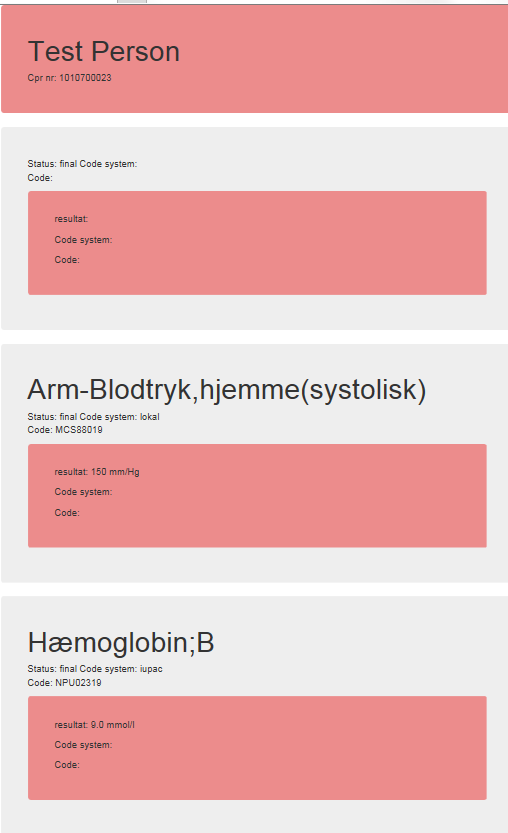 Test Person
Cpr nr: 1010700023
Status: final Code system:
Code:
resultat:
Code system:
Code:
Arm-Blodtryk,hjemme(systolisk)
Status: final Code system: lokal
Code: MCS88019
resultat: 150 mm/Hg
Code system:
Code:
Hæmoglobin;B
Status: final Code system: iupac
Code: NPU02319
resultat: 9.0 mmol/l
Code system:
Code: